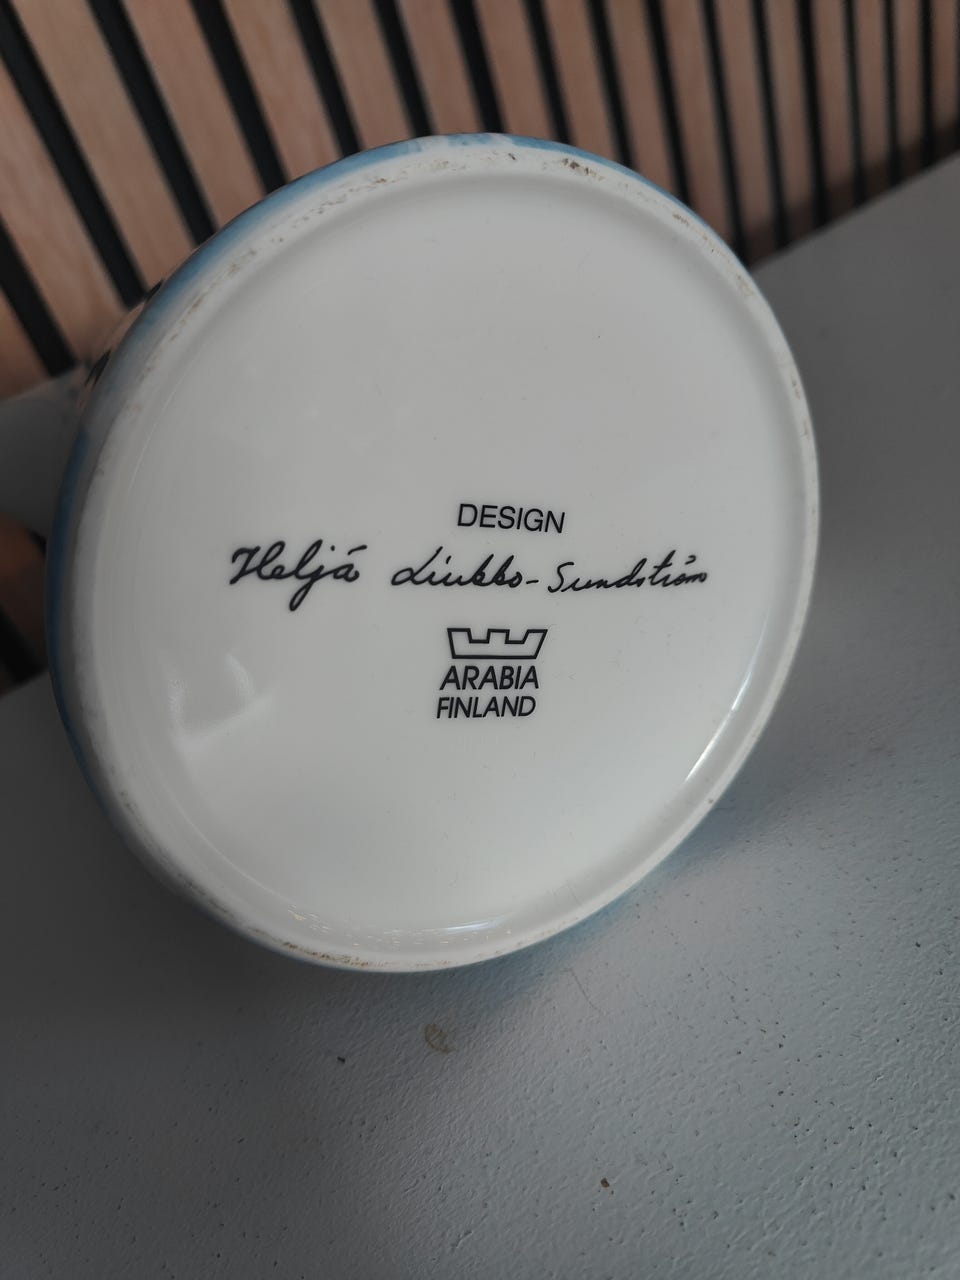 DESIGN
Heljä Liukko-Sundström
ARABIA
FINLAND